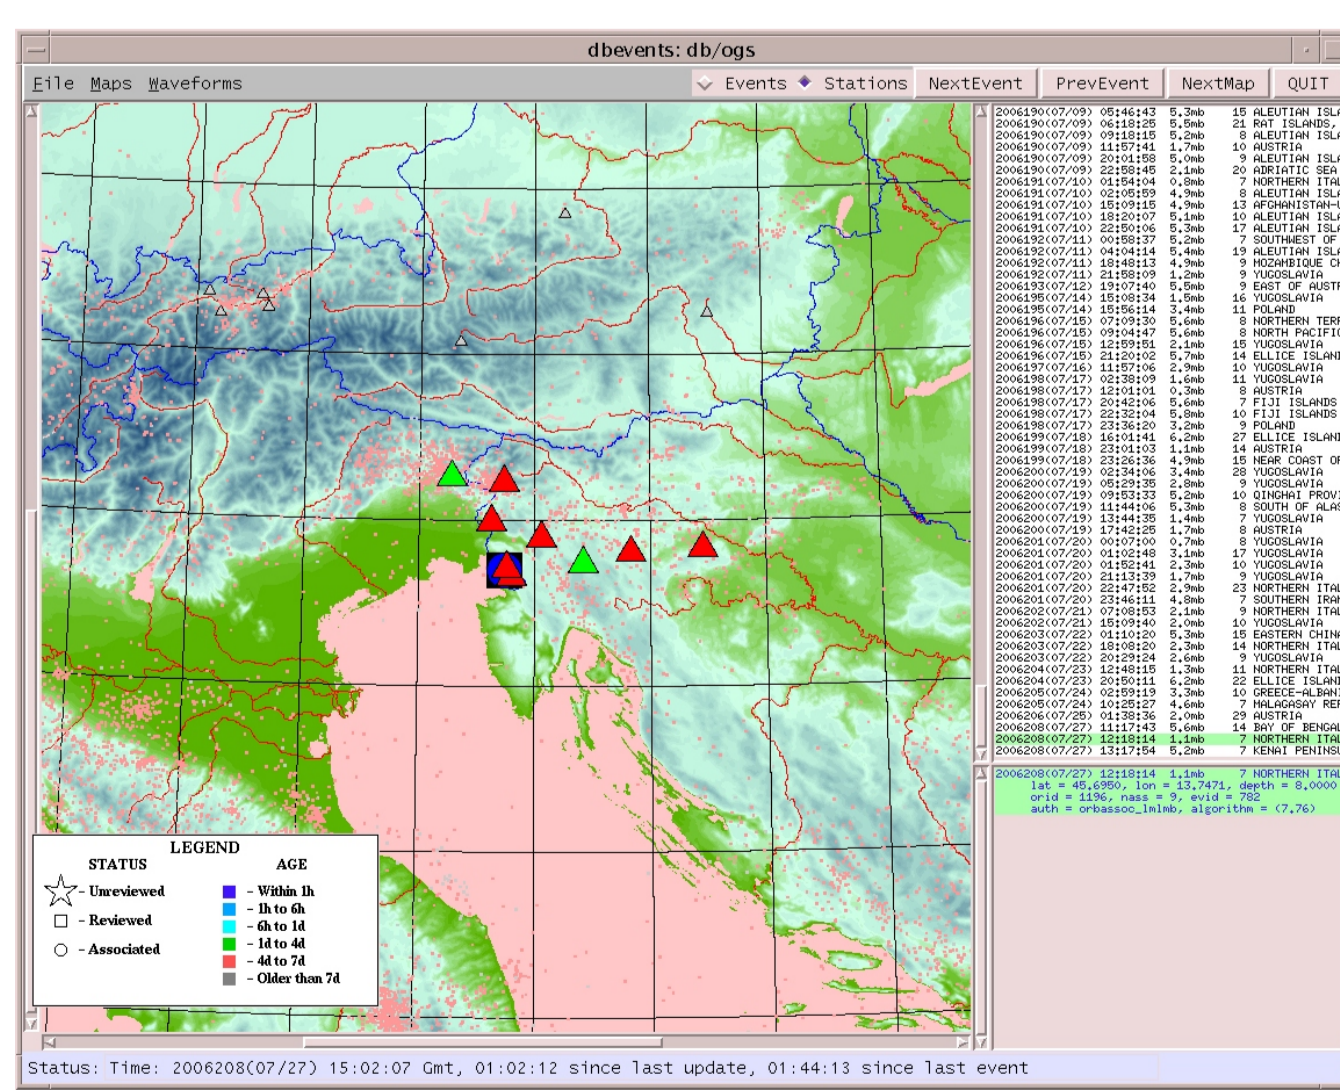 dbevents: db/ogs
File Maps Waveforms Events Stations NextEvent PrevEvent NextMap QUIT
2006190(07/09) 05:46:43 5.3mb 15 ALEUTIAN ISLA
2006190(07/09) 06:18:25 5.5mb 21 RAT ISLANDS,
2006190(07/09) 09:18:15 5.2mb 8 ALEUTIAN ISLA
2006190(07/09) 11:57:41 1.7mb 10 AUSTRIA
2006190(07/09) 20:01:58 5.0mb 9 ALEUTIAN ISLA
2006190(07/09) 22:58:45 2.1mb 20 ADRIATIC SEA
2006191(07/10) 01:54:04 0.8mb 7 NORTHERN ITAL
2006191(07/10) 02:05:59 4.9mb 8 ALEUTIAN ISLA
2006191(07/10) 15:09:15 4.9mb 13 AFGHANISTAN-U
2006191(07/10) 18:20:07 5.1mb 10 ALEUTIAN ISLA
2006191(07/10) 22:50:06 5.3mb 17 ALEUTIAN ISLA
2006192(07/11) 00:58:37 5.2mb 7 SOUTHWEST OF
2006192(07/11) 04:04:14 5.4mb 19 ALEUTIAN ISLA
2006192(07/11) 18:48:13 4.9mb 9 MOZAMBIQUE CH
2006192(07/11) 21:58:09 1.2mb 9 YUGOSLAVIA
2006193(07/12) 19:07:40 5.5mb 9 EAST OF AUSTR
2006195(07/14) 15:08:34 1.5mb 16 YUGOSLAVIA
2006195(07/14) 15:56:14 3.4mb 11 POLAND
2006196(07/15) 07:09:30 5.6mb 8 NORTHERN TERR
2006196(07/15) 09:04:47 5.6mb 8 NORTH PACIFIC
2006196(07/15) 12:59:51 2.1mb 15 YUGOSLAVIA
2006196(07/15) 21:20:02 5.7mb 14 ELLICE ISLAND
2006197(07/16) 11:57:06 2.9mb 10 YUGOSLAVIA
2006198(07/17) 02:38:09 1.6mb 11 YUGOSLAVIA
2006198(07/17) 12:01:01 0.3mb 8 AUSTRIA
2006198(07/17) 20:42:06 5.6mb 7 FIJI ISLANDS
2006198(07/17) 22:32:04 5.8mb 10 FIJI ISLANDS
2006198(07/17) 23:36:20 3.2mb 9 POLAND
2006199(07/18) 16:01:41 6.2mb 27 ELLICE ISLAND
2006199(07/18) 23:01:03 1.1mb 14 AUSTRIA
2006199(07/18) 23:26:36 4.9mb 15 NEAR COAST OF
2006200(07/19) 02:34:06 3.4mb 28 YUGOSLAVIA
2006200(07/19) 05:29:35 2.8mb 9 YUGOSLAVIA
2006200(07/19) 09:53:33 5.2mb 10 QINGHAI PROVI
2006200(07/19) 11:44:06 5.3mb 8 SOUTH OF ALAS
2006200(07/19) 13:44:35 1.4mb 7 YUGOSLAVIA
2006200(07/19) 17:42:25 1.7mb 8 AUSTRIA
2006201(07/20) 00:07:00 0.7mb 8 YUGOSLAVIA
2006201(07/20) 01:02:48 3.1mb 17 YUGOSLAVIA
2006201(07/20) 01:52:41 2.3mb 10 YUGOSLAVIA
2006201(07/20) 21:13:39 1.7mb 9 YUGOSLAVIA
2006201(07/20) 22:47:52 2.9mb 23 NORTHERN ITAL
2006201(07/20) 23:46:11 4.8mb 7 SOUTHERN IRAN
2006202(07/21) 07:08:53 2.1mb 9 NORTHERN ITAL
2006202(07/21) 15:09:40 2.0mb 10 YUGOSLAVIA
2006203(07/22) 01:10:20 5.3mb 15 EASTERN CHINA
2006203(07/22) 18:08:20 2.3mb 14 NORTHERN ITAL
2006203(07/22) 20:29:24 2.6mb 9 YUGOSLAVIA
2006204(07/23) 12:48:15 1.3mb 11 NORTHERN ITAL
2006204(07/23) 20:50:11 6.2mb 22 ELLICE ISLAND
2006205(07/24) 02:59:19 3.3mb 10 GREECE-ALBANI
2006205(07/24) 10:25:27 4.6mb 7 MALAGASAY REP
2006206(07/25) 01:38:36 2.0mb 29 AUSTRIA
2006208(07/27) 11:17:43 5.6mb 14 BAY OF BENGAL
2006208(07/27) 12:18:14 1.1mb 7 NORTHERN ITAL
2006208(07/27) 13:17:54 5.2mb 7 KENAI PENINSU
2006208(07/27) 12:18:14 1.1mb 7 NORTHERN ITAL
lat = 45.6950, lon = 13.7471, depth = 8.0000
orid = 1196, nass = 9, evid = 782
auth = orbassoc_lmlmb, algorithm = (7.76)
LEGEND
STATUS AGE
- Unreviewed - Within 1h
- 1h to 6h
- Reviewed - 6h to 1d
- 1d to 4d
- Associated - 4d to 7d
- Older than 7d
Status: Time: 2006208(07/27) 15:02:07 Gmt, 01:02:12 since last update, 01:44:13 since last event